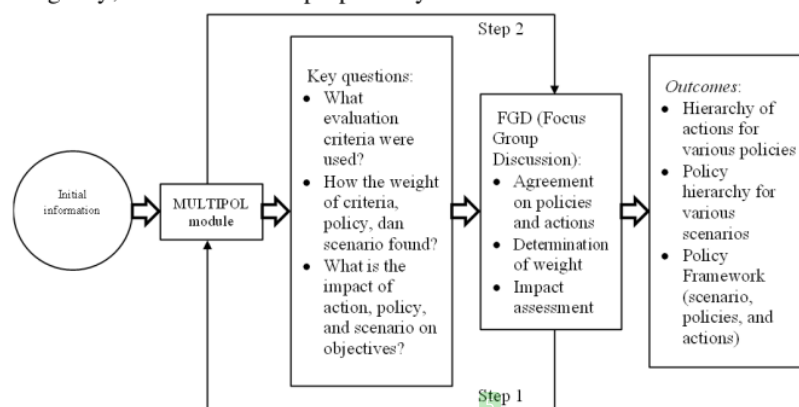 Step 2
Initial
information
MULTIPOL
module
Key questions:
• What
evaluation
criteria were
used?
• How the weight
of criteria,
policy, dan
scenario found?
• What is the
impact of
action, policy,
and scenario on
objectives?
FGD (Focus
Group
Discussion):
• Agreement
on policies
and actions
• Determination
of weight
• Impact
assessment
Outcomes:
• Hierarchy of
actions for
various policies
• Policy
hierarchy for
various
scenarios
• Policy
Framework
(scenario,
policies, and
actions)
Step 1